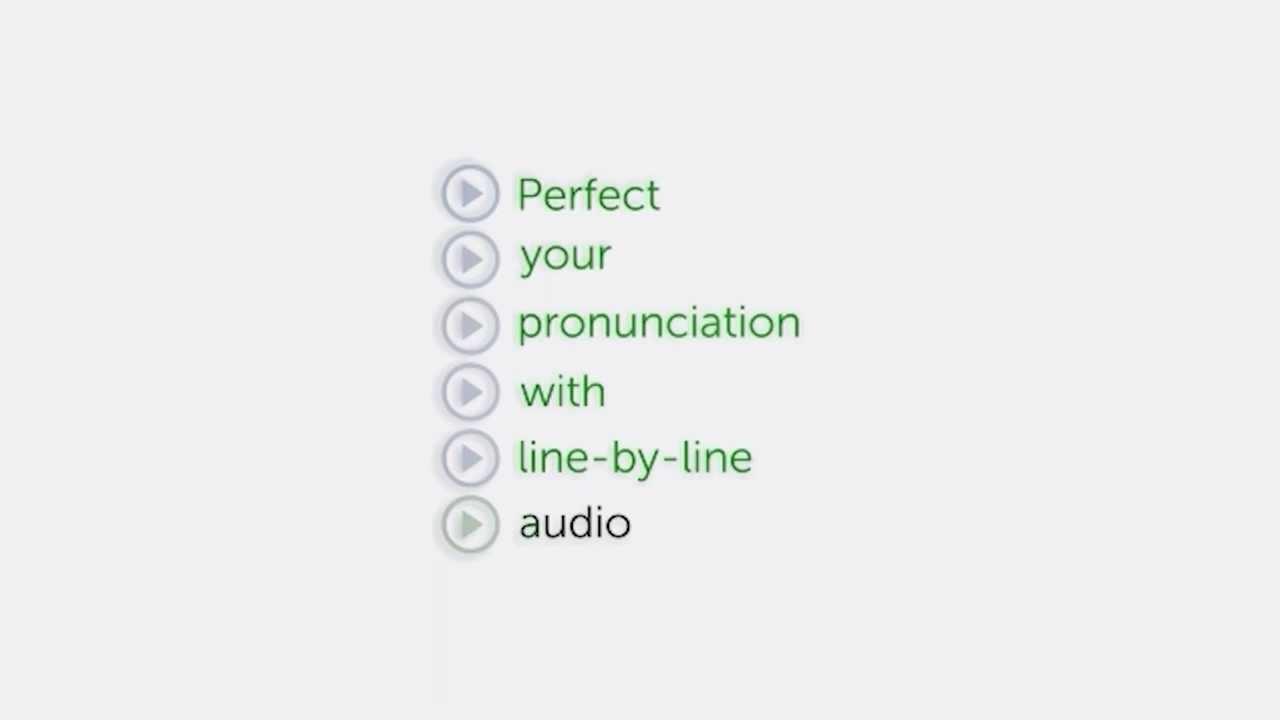 Perfect
your
pronunciation
with
line-by-line
audio